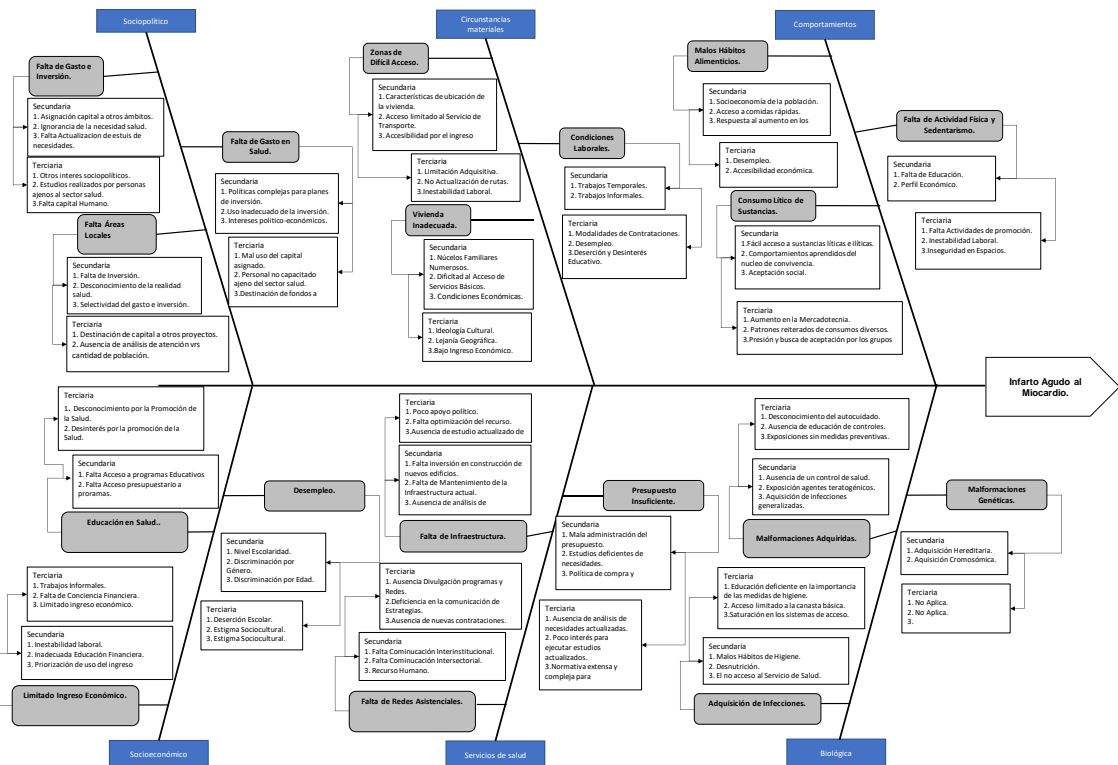 Sociopolítico
Circunstancias
materiales
Comportamientos
Falta de Gasto e
Inversión.
Secundaria
1. Asignación capital a otros ámbitos.
2. Ignorancia de la necesidad salud.
3. Falta Actualizacion de estuis de
necesidades.
Terciaria
1. Otros interes sociopolíticos.
2. Estudios realizados por personas
ajenos al sector salud.
3.Falta capital Humano.
Falta de Gasto en
Salud.
Secundaria
1. Políticas complejas para planes
de inversión.
2.Uso inadecuado de la inversión.
3. Intereses politico-económicos.
Terciaria
1. Mal uso del capital
asignado.
2. Personal no capacitado
ajeno del sector salud.
3.Destinación de fondos a
Falta Áreas
Locales
Secundaria
1. Falta de Inversión.
2. Desconocimiento de la realidad
salud.
3. Selectividad del gasto e inversión.
Terciaria
1. Destinación de capital a otros proyectos.
2. Ausencia de análisis de atención vrs
cantidad de población.
Zonas de
Difícil Acceso.
Secundaria
1. Características de ubicación de
la vivienda.
2. Acceso limitado al Servicio de
Transporte.
3. Accesibilidad por el ingreso
Terciaria
1. Limitación Adquisitiva.
2. No Actualización de rutas.
3.Inestabilidad Laboral.
Condiciones
Laborales.
Secundaria
1. Trabajos Temporales.
2. Trabajos Informales.
Terciaria
1. Modalidades de Contrataciones.
2. Desempleo.
3.Deserción y Desinterés
Educativo.
Vivienda
Inadecuada.
Secundaria
1. Núcelos Familiares
Numerosos.
2. Dificltad al Acceso de
Servicios Básicos.
3. Condiciones Económicas.
Terciaria
1. Ideología Cultural.
2. Lejanía Geográfica.
3.Bajo Ingreso Económico.
Malos Hábitos
Alimenticios.
Secundaria
1. Socioeconomía de la población.
2. Acceso a comidas rápidas.
3. Respuesta al aumento en los
Terciaria
1. Desempleo.
2. Accesibilidad económica.
Falta de Actividad Física y
Sedentarismo.
Secundaria
1. Falta de Educación.
2. Perfil Económico.
Terciaria
1. Falta Actividades de promoción.
2. Inestabilidad Laboral.
3.Inseguridad en Espacios.
Consumo Lítico de
Sustancias.
Secundaria
1.Fácil acceso a sustancias líticas e ilíticas.
2. Comportamientos aprendidos del
nucleo de convivencia.
3. Aceptación social.
Terciaria
1. Aumento en la Mercadotecnia.
2. Patrones reiterados de consumos diversos.
3.Presión y busca de aceptación por los grupos
Infarto Agudo al
Miocardio.
Terciaria
1. Desconocimiento por la Promoción de
la Salud.
2. Desinterés por la promoción de la
Salud.
Secundaria
1. Falta Acceso a programas Educativos
2. Falta Acceso presupuestario a
proramas.
Educación en Salud..
Desempleo.
Secundaria
1. Nivel Escolaridad.
2. Discriminación por
Género.
3. Discriminación por Edad.
Terciaria
1. Deserción Escolar.
2. Estigma Sociocultural.
3. Estigma Sociocultural.
Terciaria
1. Trabajos Informales.
2. Falta de Conciencia Financiera.
3. Limitado ingreso económico.
Secundaria
1. Inestabilidad laboral.
2. Inadecuada Educación Financiera.
3. Priorización de uso del ingreso
Limitado Ingreso Económico.
Terciaria
1. Poco apoyo político.
2. Falta optimización del recurso.
3.Ausencia de estudio actualizado de
Secundaria
1. Falta inversión en construcción de
nuevos edificios.
2. Falta de Mantenimiento de la
Infraestructura actual.
3. Ausencia de análisis de
Falta de Infraestructura.
Presupuesto
Insuficiente.
Secundaria
1. Mala administración del
presupuesto.
2. Estudios deficientes de
necesidades.
3. Política de compra y
Terciaria
1. Ausencia de análisis de
necesidades actualizadas.
2. Poco interés para
ejecutar estudios
actualizados.
3.Normativa extensa y
compleja para
Terciaria
1. Ausencia Divulgación programas y
Redes.
2.Deficiencia en la comunicación de
Estrategias.
3.Ausencia de nuevas contrataciones.
Secundaria
1. Falta Cominucación Interinstitucional.
2. Falta Cominucación Intersectorial.
3. Recurso Humano.
Falta de Redes Asistenciales.
Terciaria
1. Desconocimiento del autocuidado.
2. Ausencia de educación de controles.
3.Exposiciones sin medidas preventivas.
Secundaria
1. Ausencia de un control de salud.
2. Exposición agentes teratogénicos.
3. Aquisición de infecciones
generalizadas.
Malformaciones Adquiridas.
Malformaciones
Genéticas.
Secundaria
1. Adquisición Hereditaria.
2. Aquisición Cromosómica.
Terciaria
1. No Aplica.
2. No Aplica.
3.
Terciaria
1. Educación deficiente en la importancia
de las medidas de higiene.
2. Acceso limitado a la canasta básica.
3.Saturación en los sistemas de acceso.
Secundaria
1. Malos Hábitos de Higiene.
2. Desnutrición.
3. El no acceso al Servicio de Salud.
Adquisición de Infecciones.
Socioeconómico
Servicios de salud
Biológica